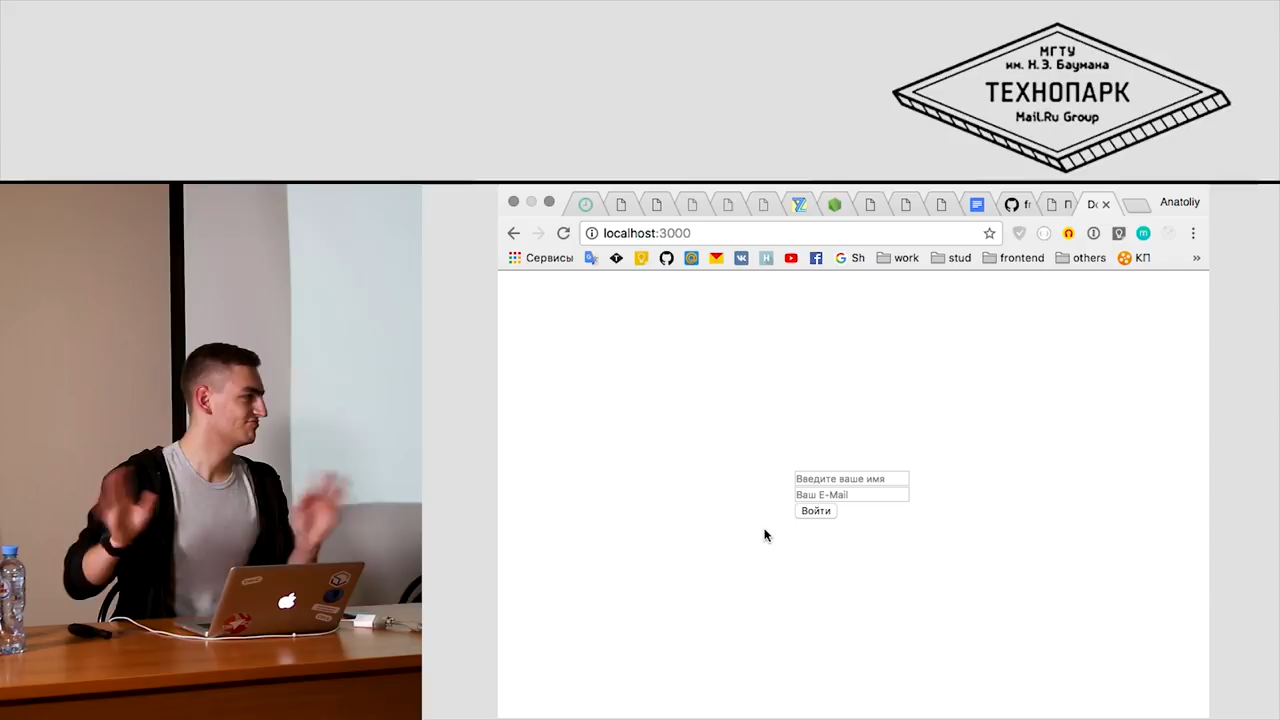 МГТУ
им. Н.Э. Баумана
ТЕХНОПАРК
Mail.Ru Group
Anatoliy
localhost:3000
Сервисы
Sh
work
stud
frontend
others
КП
»
Введите ваше имя
Ваш E-Mail
Войти